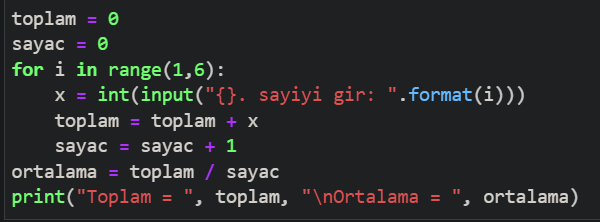 toplam = 0
sayac = 0
for i in range(1,6):
    x = int(input("{}. sayiyi gir: ".format(i)))
    toplam = toplam + x
    sayac = sayac + 1
ortalama = toplam / sayac
print("Toplam = ", toplam, "\nOrtalama = ", ortalama)